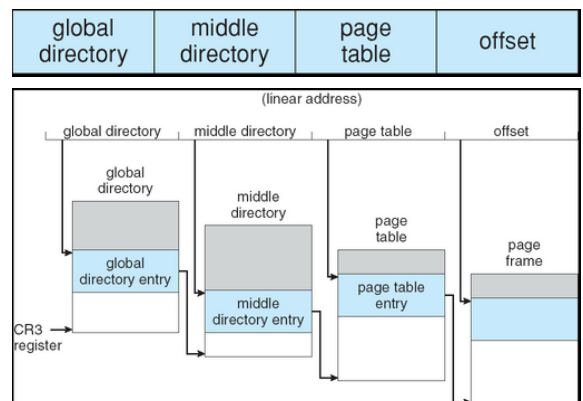 global directory
middle directory
page table
offset
(linear address)
global directory
middle directory
page table
offset
global
directory
middle
directory
page
table
page
frame
global
directory entry
middle
directory entry
page table
entry
CR3
register